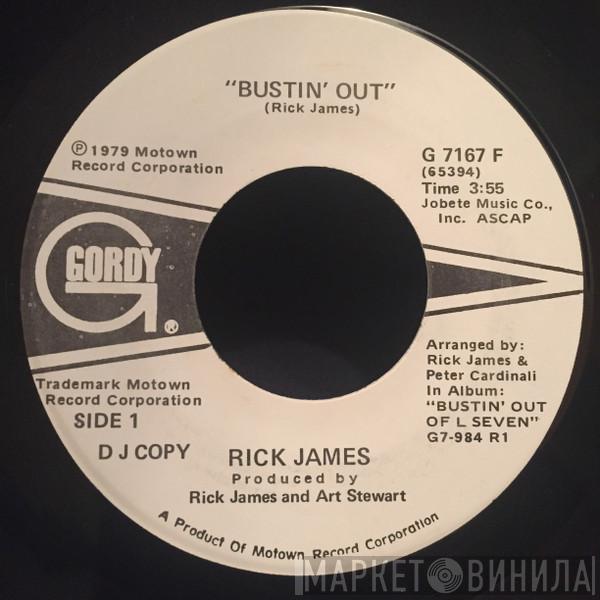 "BUSTIN' OUT"
(Rick James)
℗ 1979 Motown
Record Corporation
G 7167 F
(65394)
Time 3:55
Jobete Music Co.,
Inc. ASCAP
GORDY
G
®
Arranged by:
Rick James &
Peter Cardinali
In Album:
"BUSTIN' OUT
OF L SEVEN"
G7-984 R1
Trademark Motown
Record Corporation
SIDE 1
D J COPY
RICK JAMES
Produced by
Rick James and Art Stewart
A Product Of Motown Record Corporation
МАРКЕТ ВИНИЛА